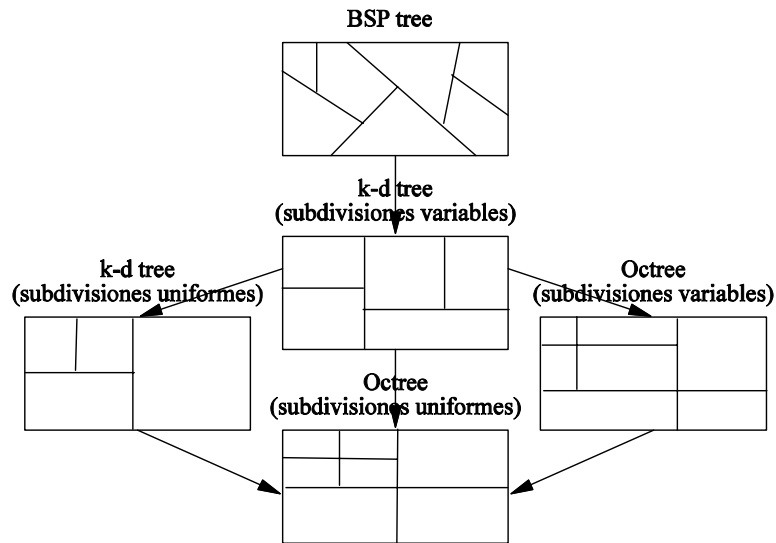 BSP tree
k-d tree
(subdivisiones variables)
k-d tree
(subdivisiones uniformes)
Octree
(subdivisiones variables)
Octree
(subdivisiones uniformes)